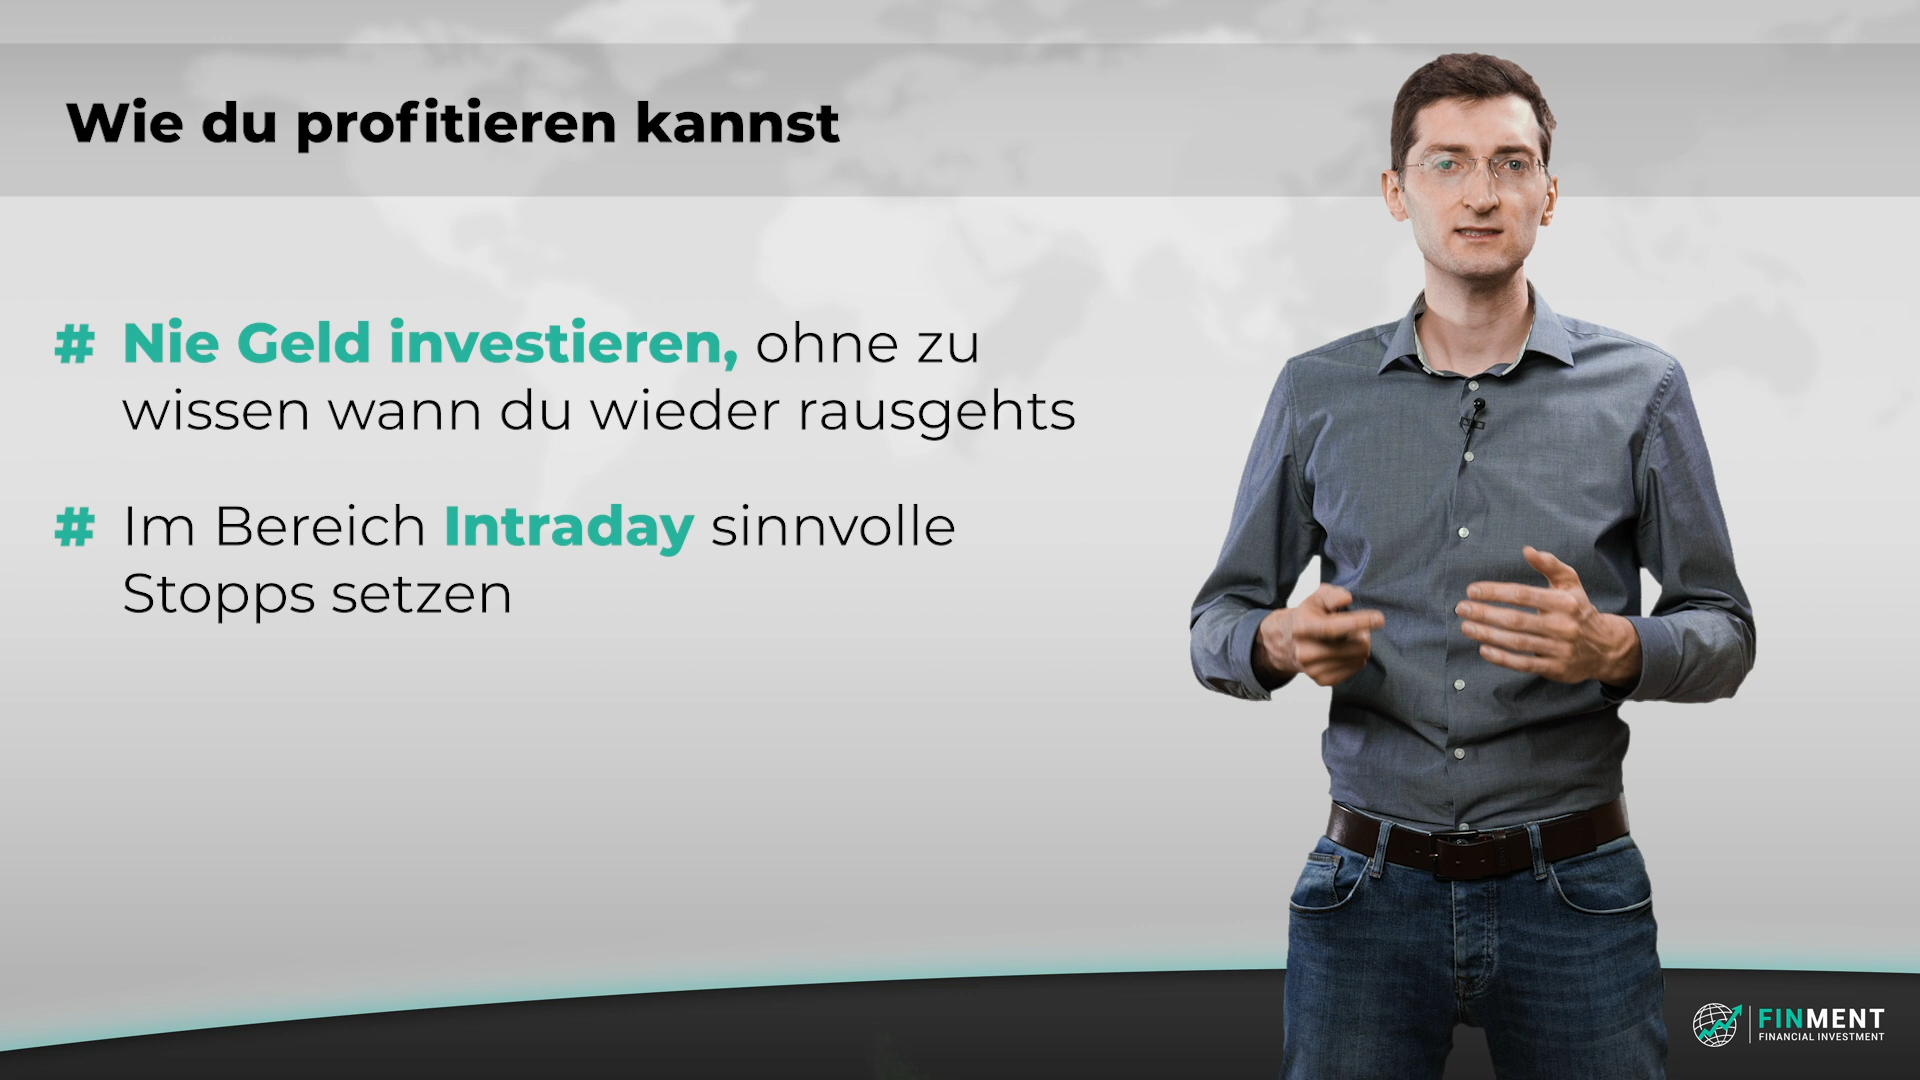 Wie du profitieren kannst
# Nie Geld investieren, ohne zu
wissen wann du wieder rausgehts
# Im Bereich Intraday sinnvolle
Stopps setzen
FINMENT
FINANCIAL INVESTMENT